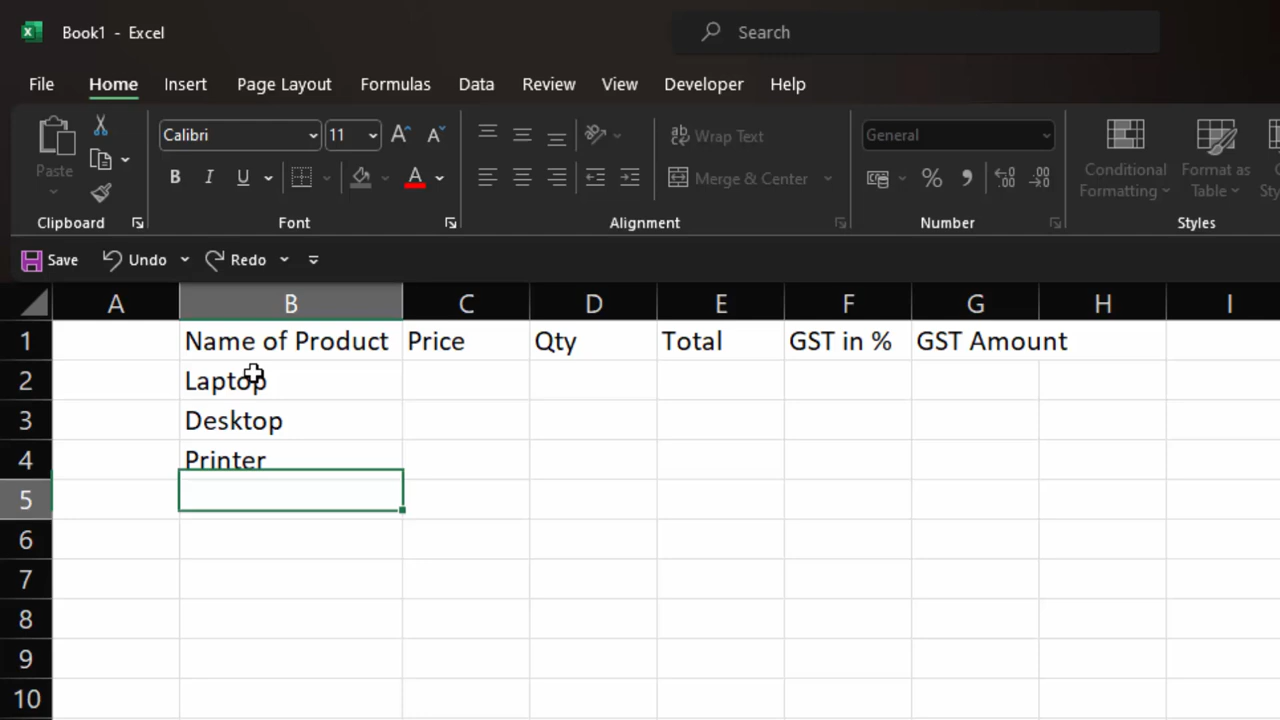 Book1 - Excel
Search
File Home Insert Page Layout Formulas Data Review View Developer Help
Paste
Clipboard
Calibri 11
B I U
Font
Wrap Text
Merge & Center
Alignment
General
Number
Conditional Formatting
Format as Table
Styles
Save Undo Redo
A B C D E F G H I
1 Name of Product Price Qty Total GST in % GST Amount
2 Laptop
3 Desktop
4 Printer
5
6
7
8
9
10